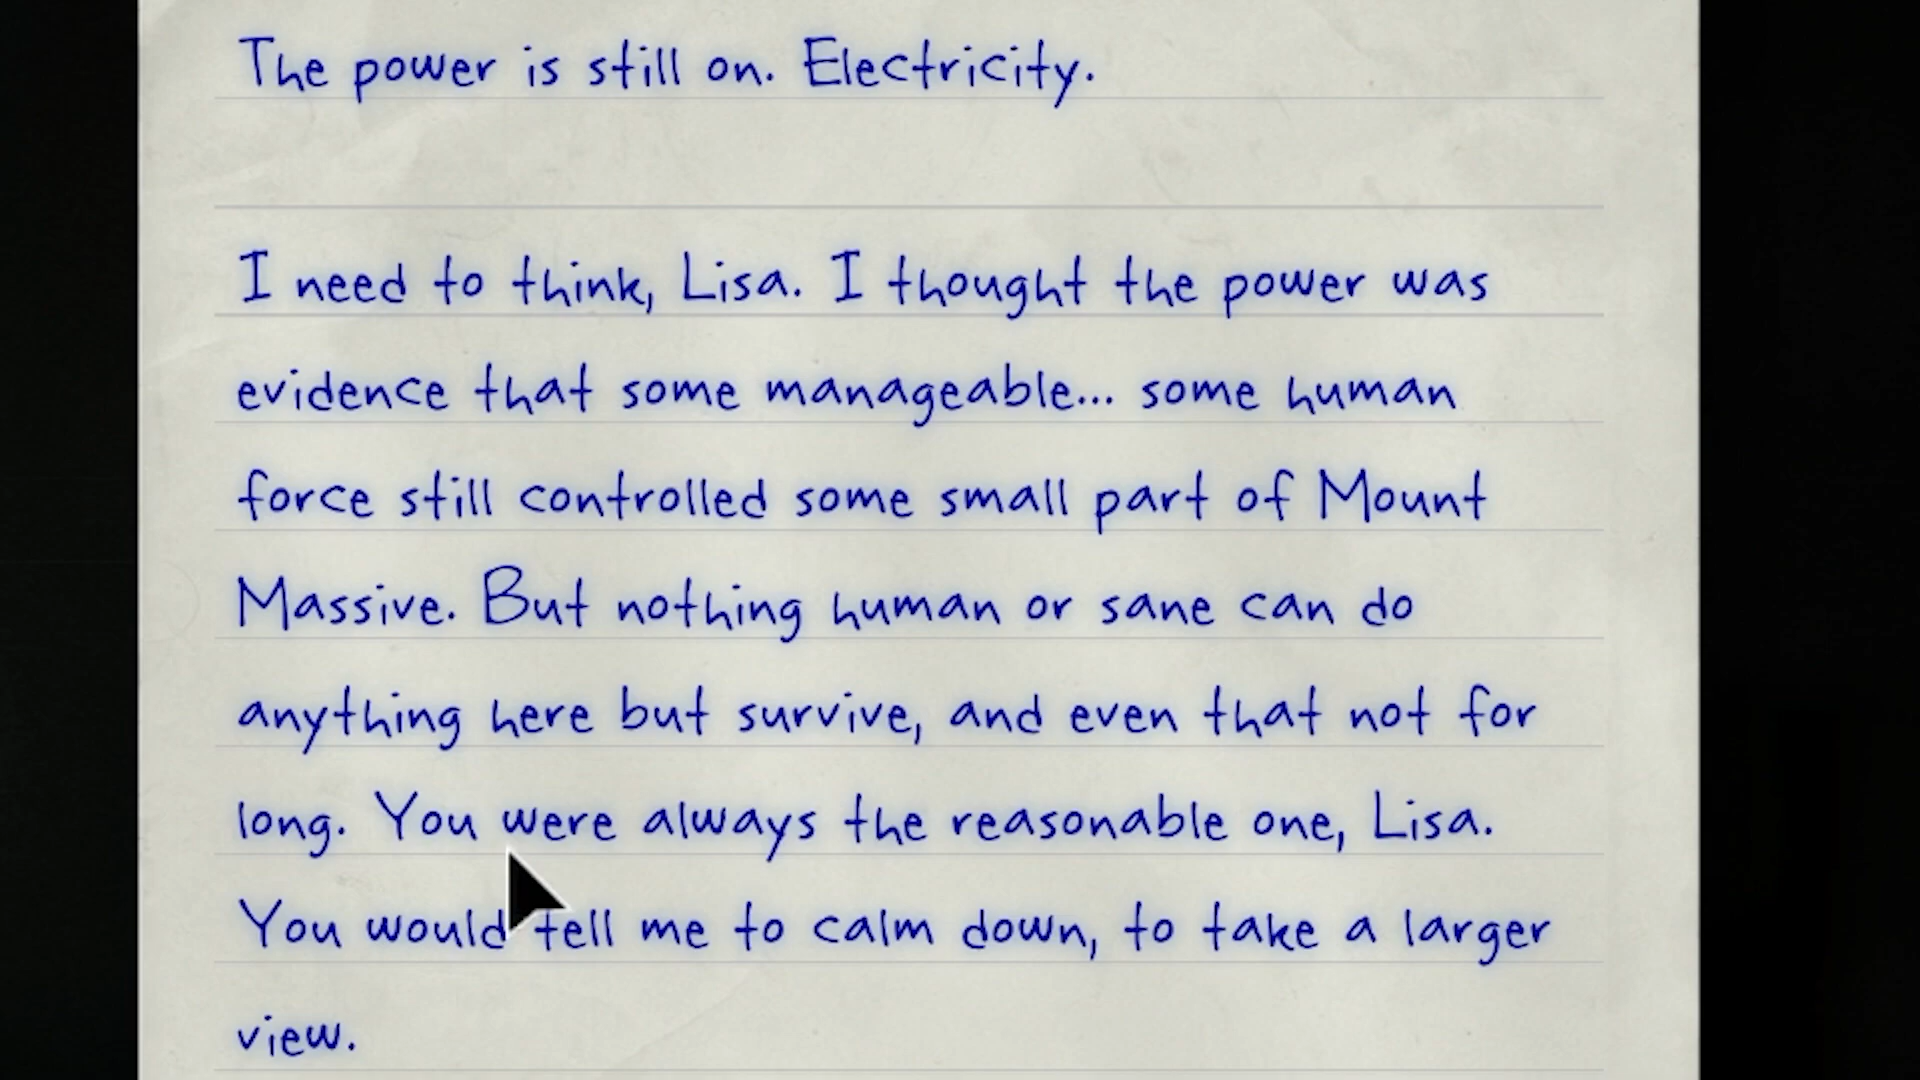 The power is still on. Electricity.
I need to think, Lisa. I thought the power was
evidence that some manageable... some human
force still controlled some small part of Mount
Massive. But nothing human or sane can do
anything here but survive, and even that not for
long. You were always the reasonable one, Lisa.
You would tell me to calm down, to take a larger
view.